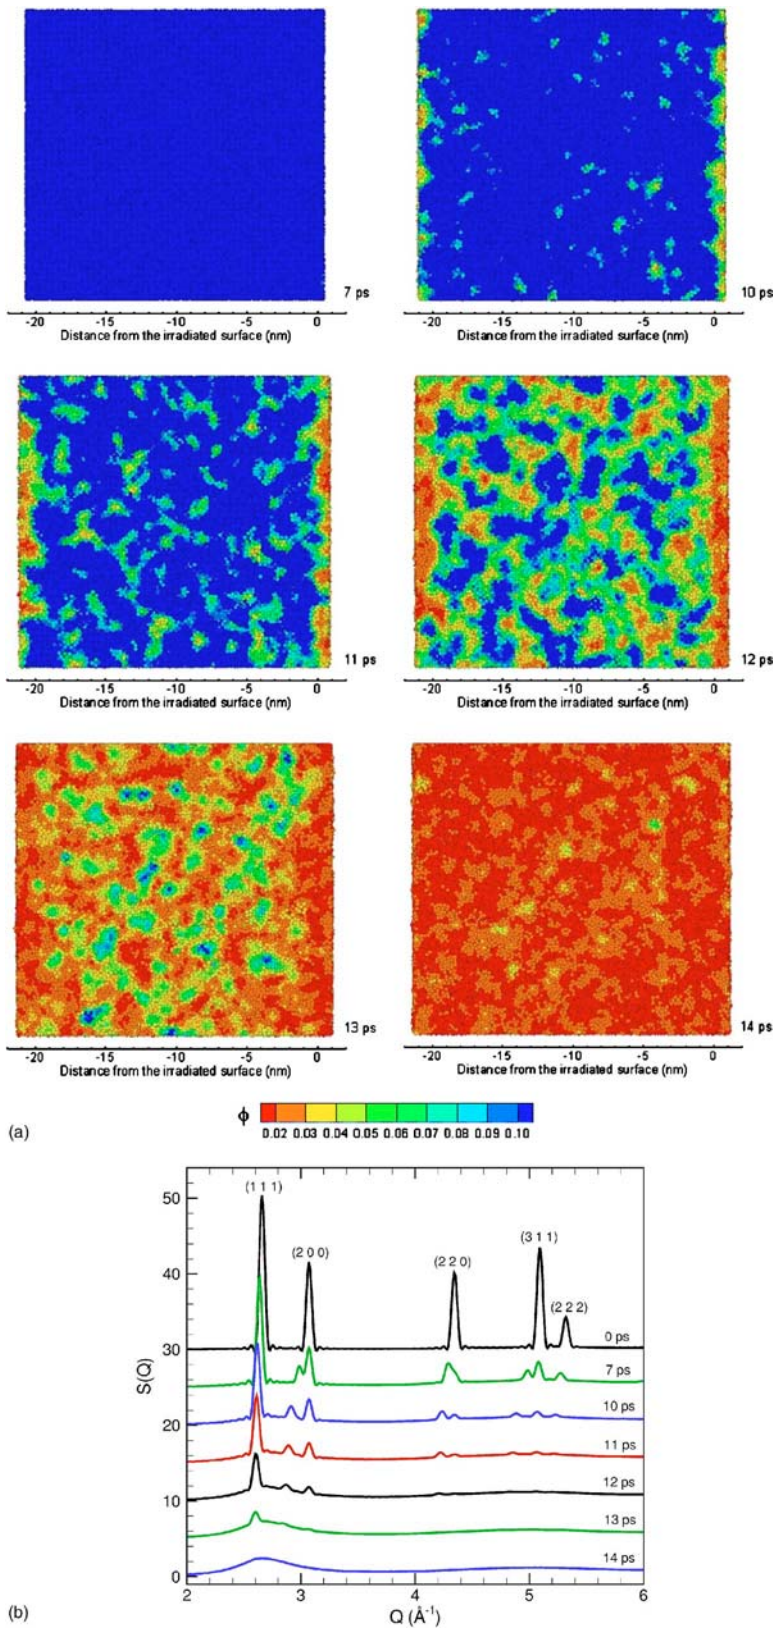 7 ps
10 ps
-20 -15 -10 -5 0
Distance from the irradiated surface (nm)
-20 -15 -10 -5 0
Distance from the irradiated surface (nm)
11 ps
12 ps
-20 -15 -10 -5 0
Distance from the irradiated surface (nm)
-20 -15 -10 -5 0
Distance from the irradiated surface (nm)
13 ps
14 ps
-20 -15 -10 -5 0
Distance from the irradiated surface (nm)
-20 -15 -10 -5 0
Distance from the irradiated surface (nm)
ϕ
0.02 0.03 0.04 0.05 0.06 0.07 0.08 0.09 0.10
(a)
(1 1 1)
(2 0 0)
(2 2 0)
(3 1 1)
(2 2 2)
50
40
30
20
10
0
S(Q)
0 ps
7 ps
10 ps
11 ps
12 ps
13 ps
14 ps
2 3 4 5 6
Q (Å⁻¹)
(b)